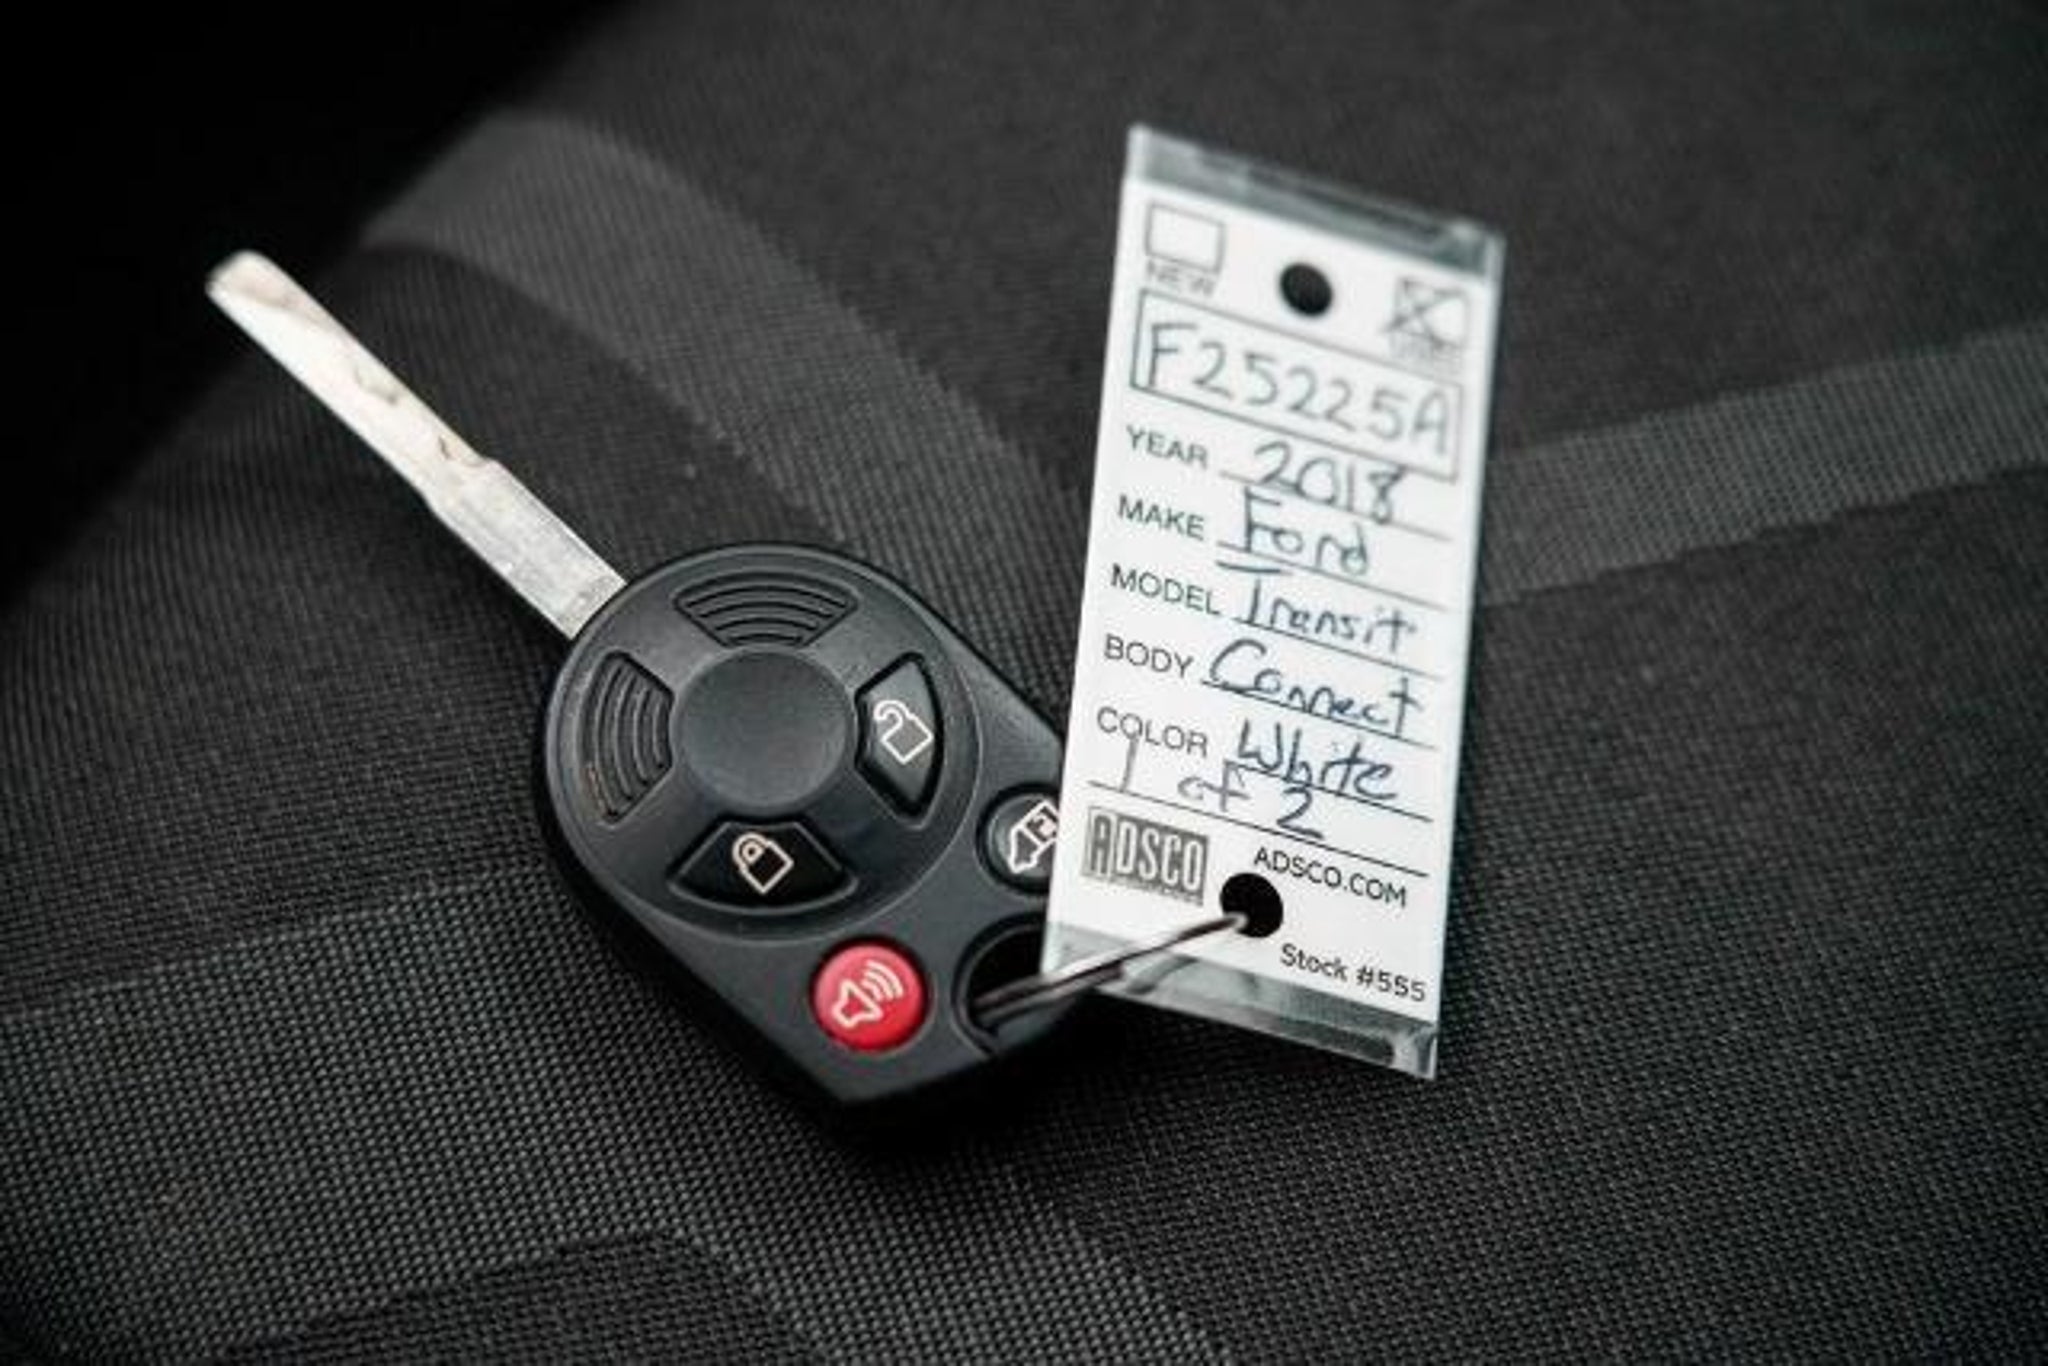 NEW
F25225A
YEAR 2018
MAKE Ford
MODEL Transit
BODY Connect
COLOR White
1 of 2
ADSCO ADSCO.COM
Stock #555